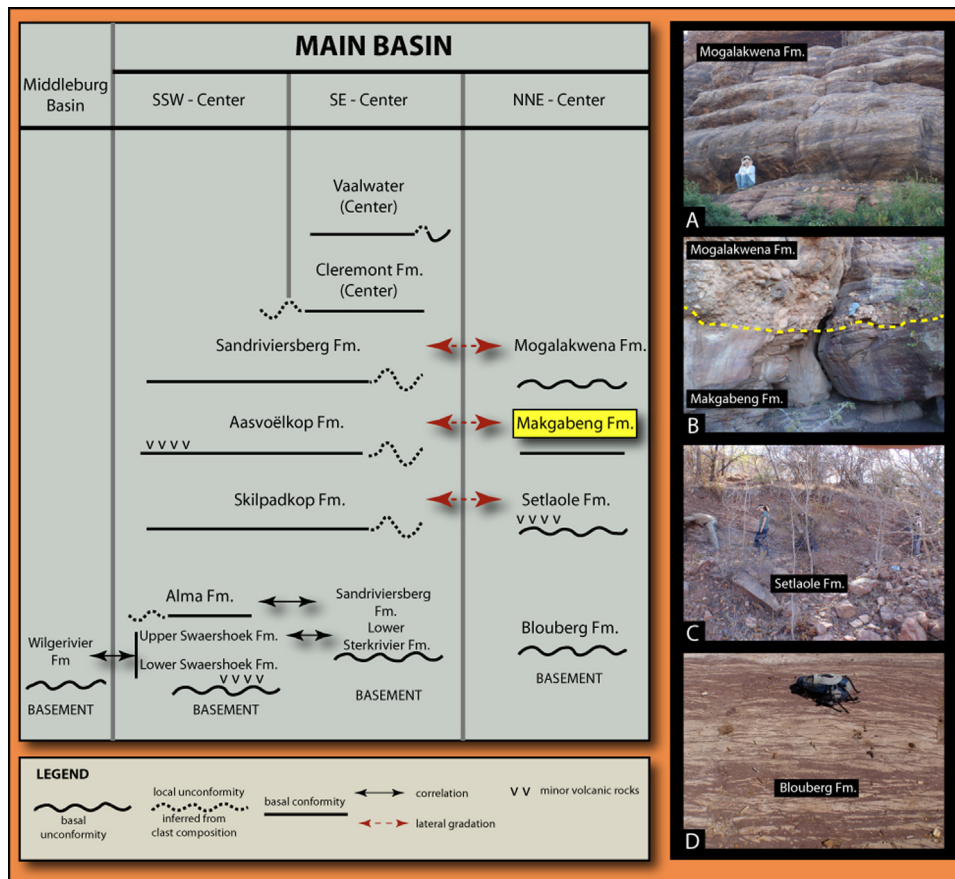 MAIN BASIN
Middleburg
Basin
SSW - Center
SE - Center
NNE - Center
Vaalwater
(Center)
Cleremont Fm.
(Center)
Sandriviersberg Fm.
Mogalakwena Fm.
Aasvoëlkop Fm.
Makgabeng Fm.
V V V V
Skilpadkop Fm.
Setlaole Fm.
V V V V
Alma Fm.
Sandriviersberg
Fm.
Lower
Sterkrivier Fm.
Upper Swaershoek Fm.
Blouberg Fm.
Wilgerivier
Fm
Lower Swaershoek Fm.
V V V V
BASEMENT
BASEMENT
BASEMENT
BASEMENT
LEGEND
basal
unconformity
local unconformity
inferred from
clast composition
basal conformity
correlation
lateral gradation
V V minor volcanic rocks
Mogalakwena Fm.
A
Mogalakwena Fm.
Makgabeng Fm.
B
Setlaole Fm.
C
Blouberg Fm.
D